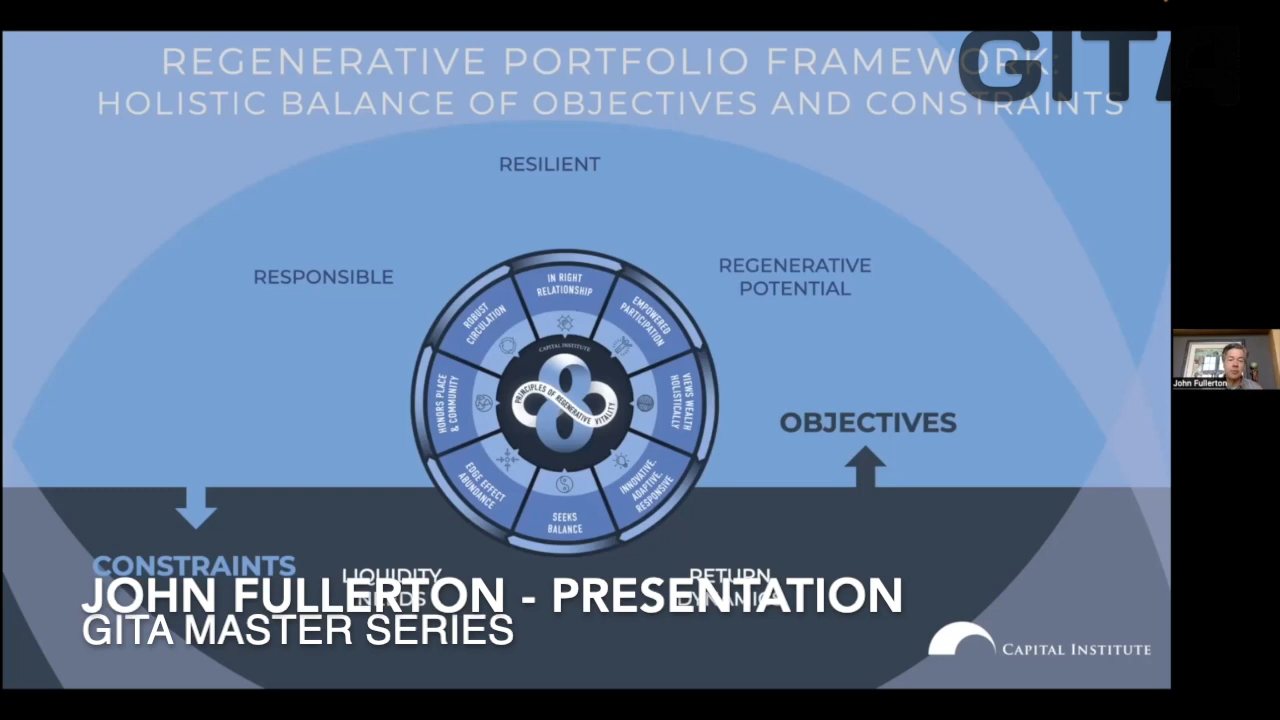 REGENERATIVE PORTFOLIO FRAMEWORK:
HOLISTIC BALANCE OF OBJECTIVES AND CONSTRAINTS
GITA
RESILIENT
RESPONSIBLE
REGENERATIVE
POTENTIAL
IN RIGHT
RELATIONSHIP
EMPOWERED
PARTICIPATION
VIEWS WEALTH
HOLISTICALLY
INNOVATIVE,
ADAPTIVE,
RESPONSIVE
SEEKS
BALANCE
EDGE EFFECT
ABUNDANCE
HONORS PLACE
& COMMUNITY
ROBUST
CIRCULATION
CAPITAL INSTITUTE
PRINCIPLES OF REGENERATIVE VITALITY
John Fullerton
OBJECTIVES
CONSTRAINTS
LIQUIDITY
NEEDS
RETURN
DYNAMICS
JOHN FULLERTON - PRESENTATION
GITA MASTER SERIES
CAPITAL INSTITUTE